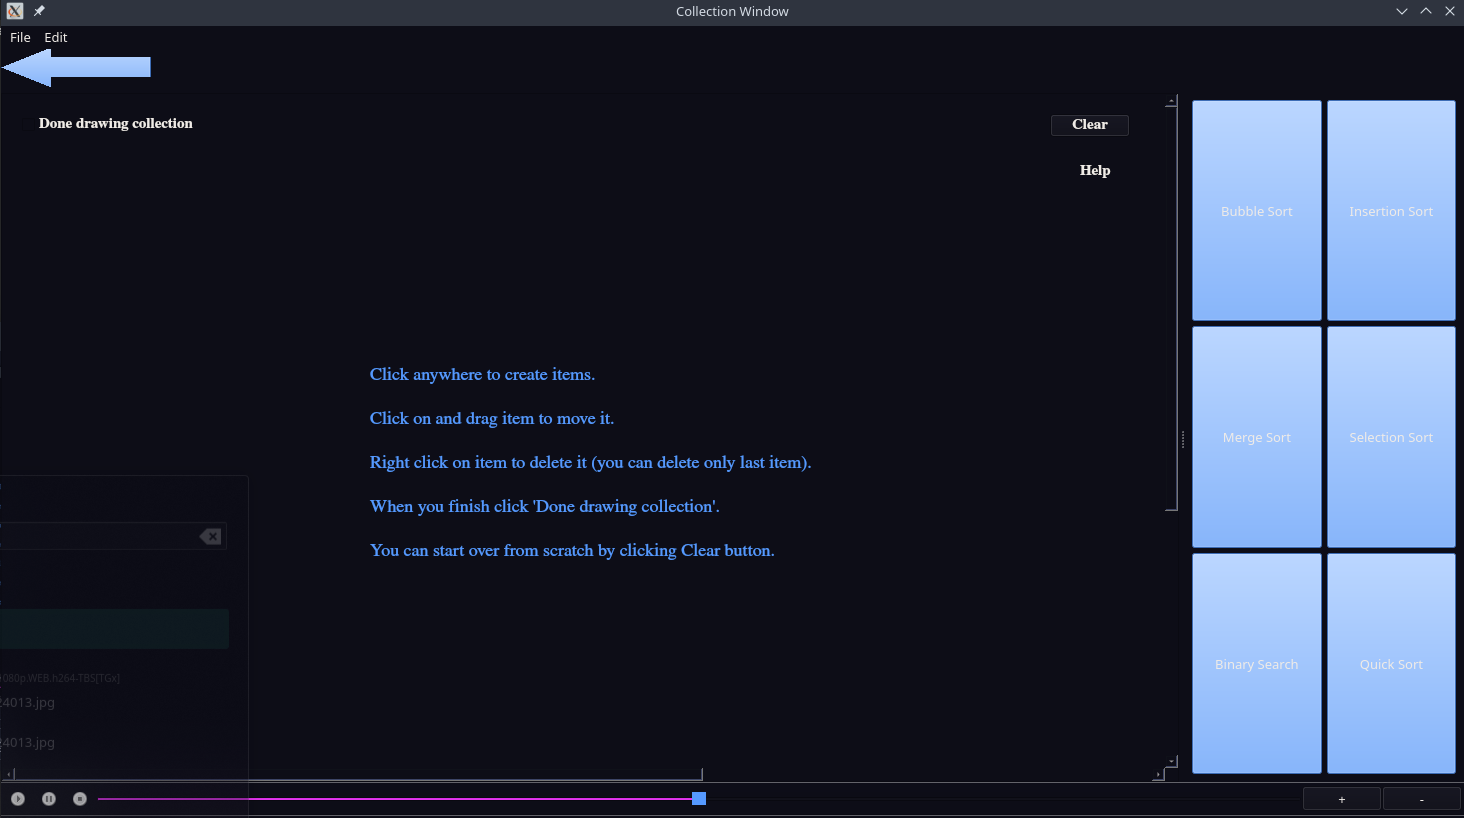 Collection Window
File Edit
Done drawing collection
Clear
Help
Bubble Sort
Insertion Sort
Click anywhere to create items.
Click on and drag item to move it.
Merge Sort
Selection Sort
Right click on item to delete it (you can delete only last item).
When you finish click 'Done drawing collection'.
You can start over from scratch by clicking Clear button.
Binary Search
Quick Sort
080p.WEB.h264-TBS[TGx]
24013.jpg
24013.jpg
+
-